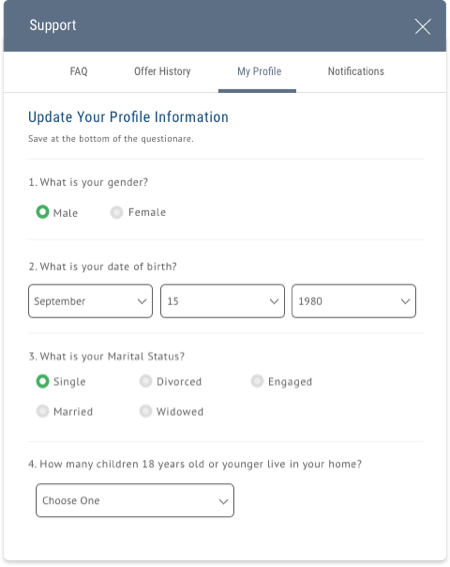 Support
FAQ Offer History My Profile Notifications
Update Your Profile Information
Save at the bottom of the questionare.
1. What is your gender?
Male Female
2. What is your date of birth?
September 15 1980
3. What is your Marital Status?
Single Divorced Engaged
Married Widowed
4. How many children 18 years old or younger live in your home?
Choose One